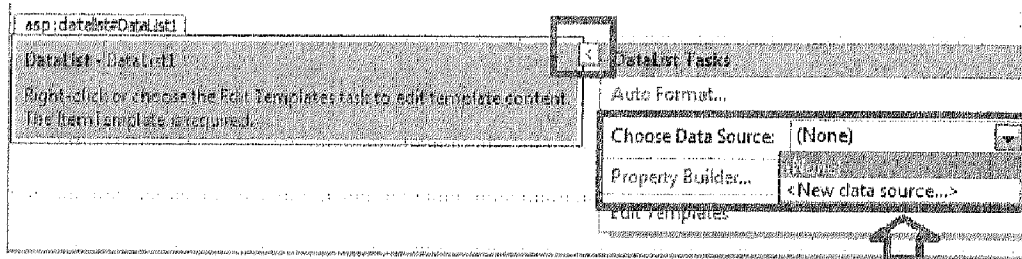 asp:datalist#DataList1
DataList - DataList1
Right-click or choose the Edit Templates task to edit template content.
The ItemTemplate is required.
<
DataList Tasks
Auto Format...
Choose Data Source: (None)
(None)
Property Builder...
<New data source...>
Edit Templates